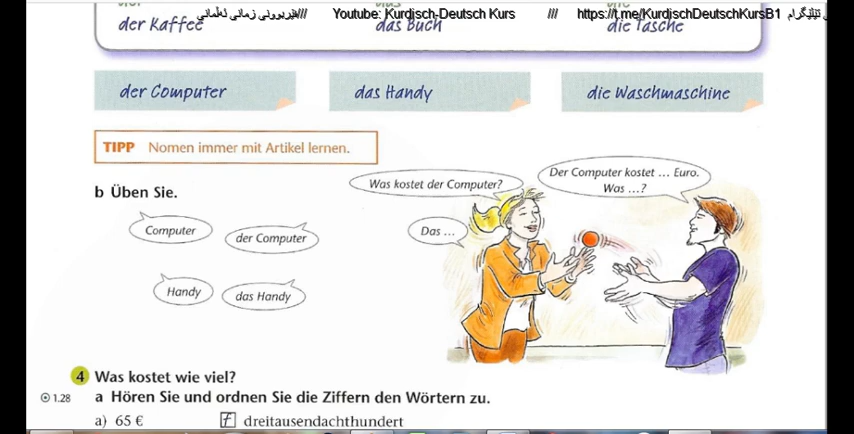 der Kaffee das Buch die Tasche
///فێربوونی زمانی ئەڵمانی Youtube: Kurdisch-Deutsch Kurs /// https://t.me/KurdischDeutschKursB1 تێلێگرام
der Computer das Handy die Waschmaschine
TIPP Nomen immer mit Artikel lernen.
b Üben Sie.
Was kostet der Computer?
Der Computer kostet ... Euro.
Was ...?
Computer
der Computer
Das ...
Handy
das Handy
4 Was kostet wie viel?
1.28 a Hören Sie und ordnen Sie die Ziffern den Wörtern zu.
a) 65 € f dreitausendachthundert